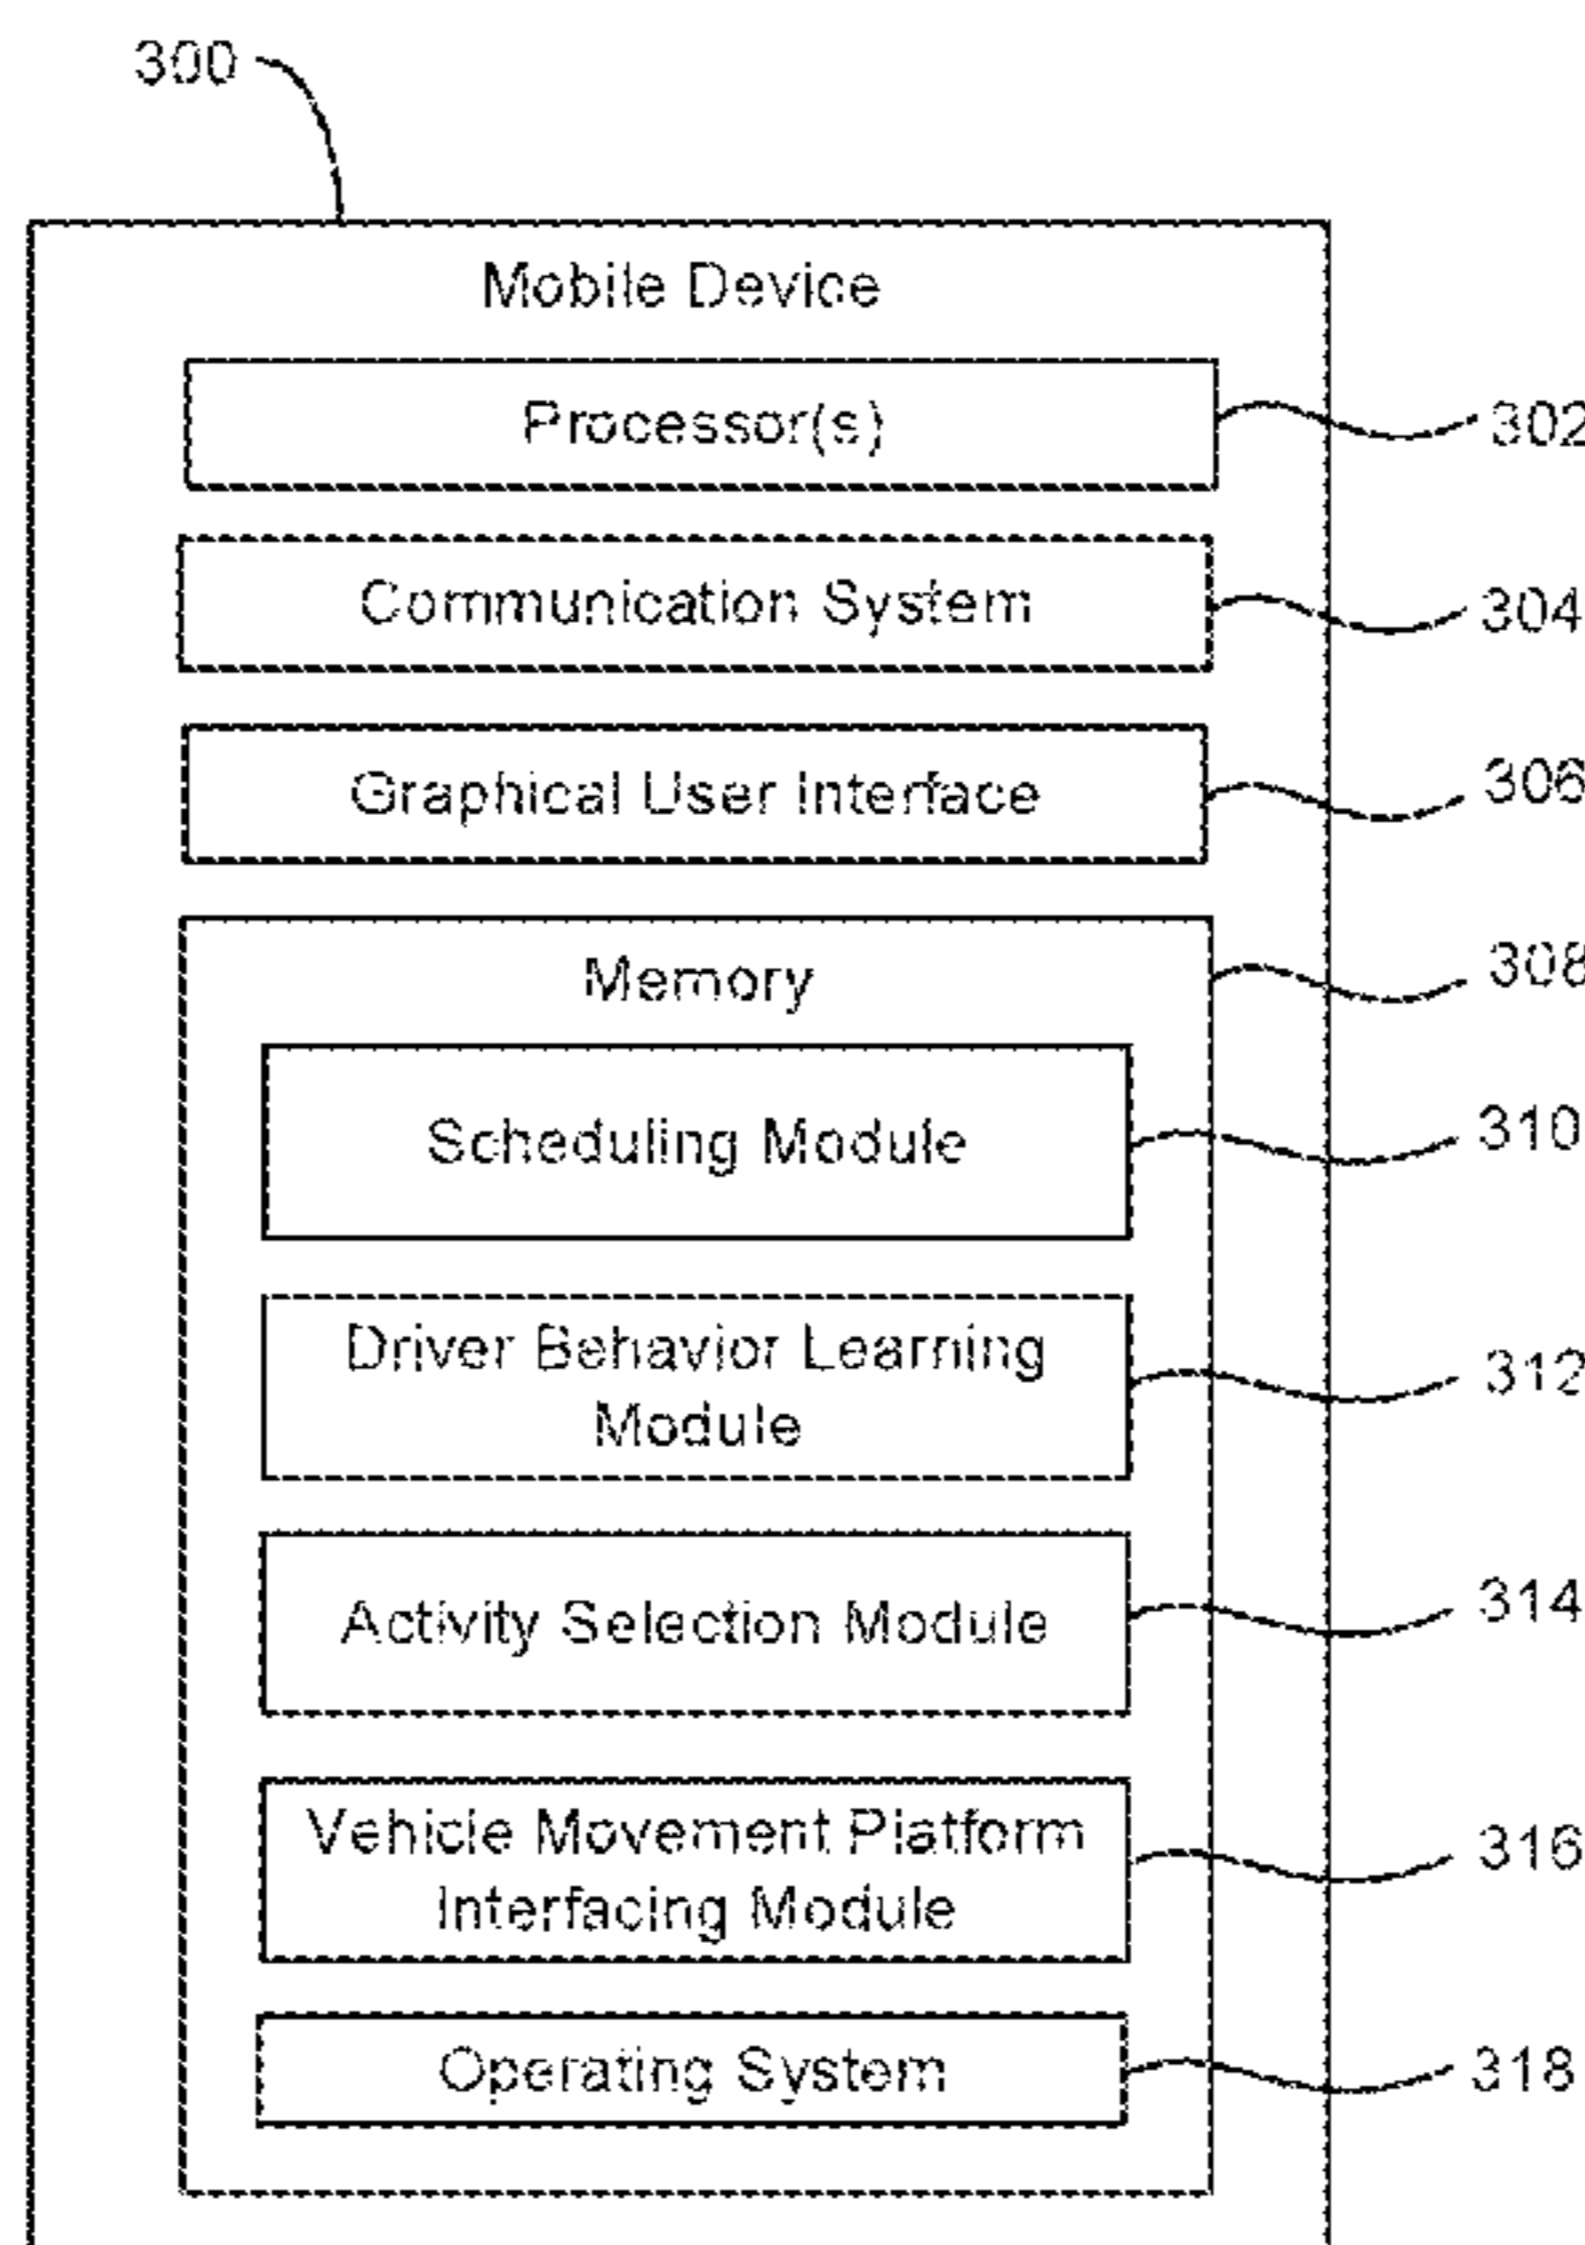 300
Mobile Device
Processor(s)
302
Communication System
304
Graphical User Interface
306
Memory
308
Scheduling Module
310
Driver Behavior Learning
Module
312
Activity Selection Module
314
Vehicle Movement Platform
Interfacing Module
316
Operating System
318